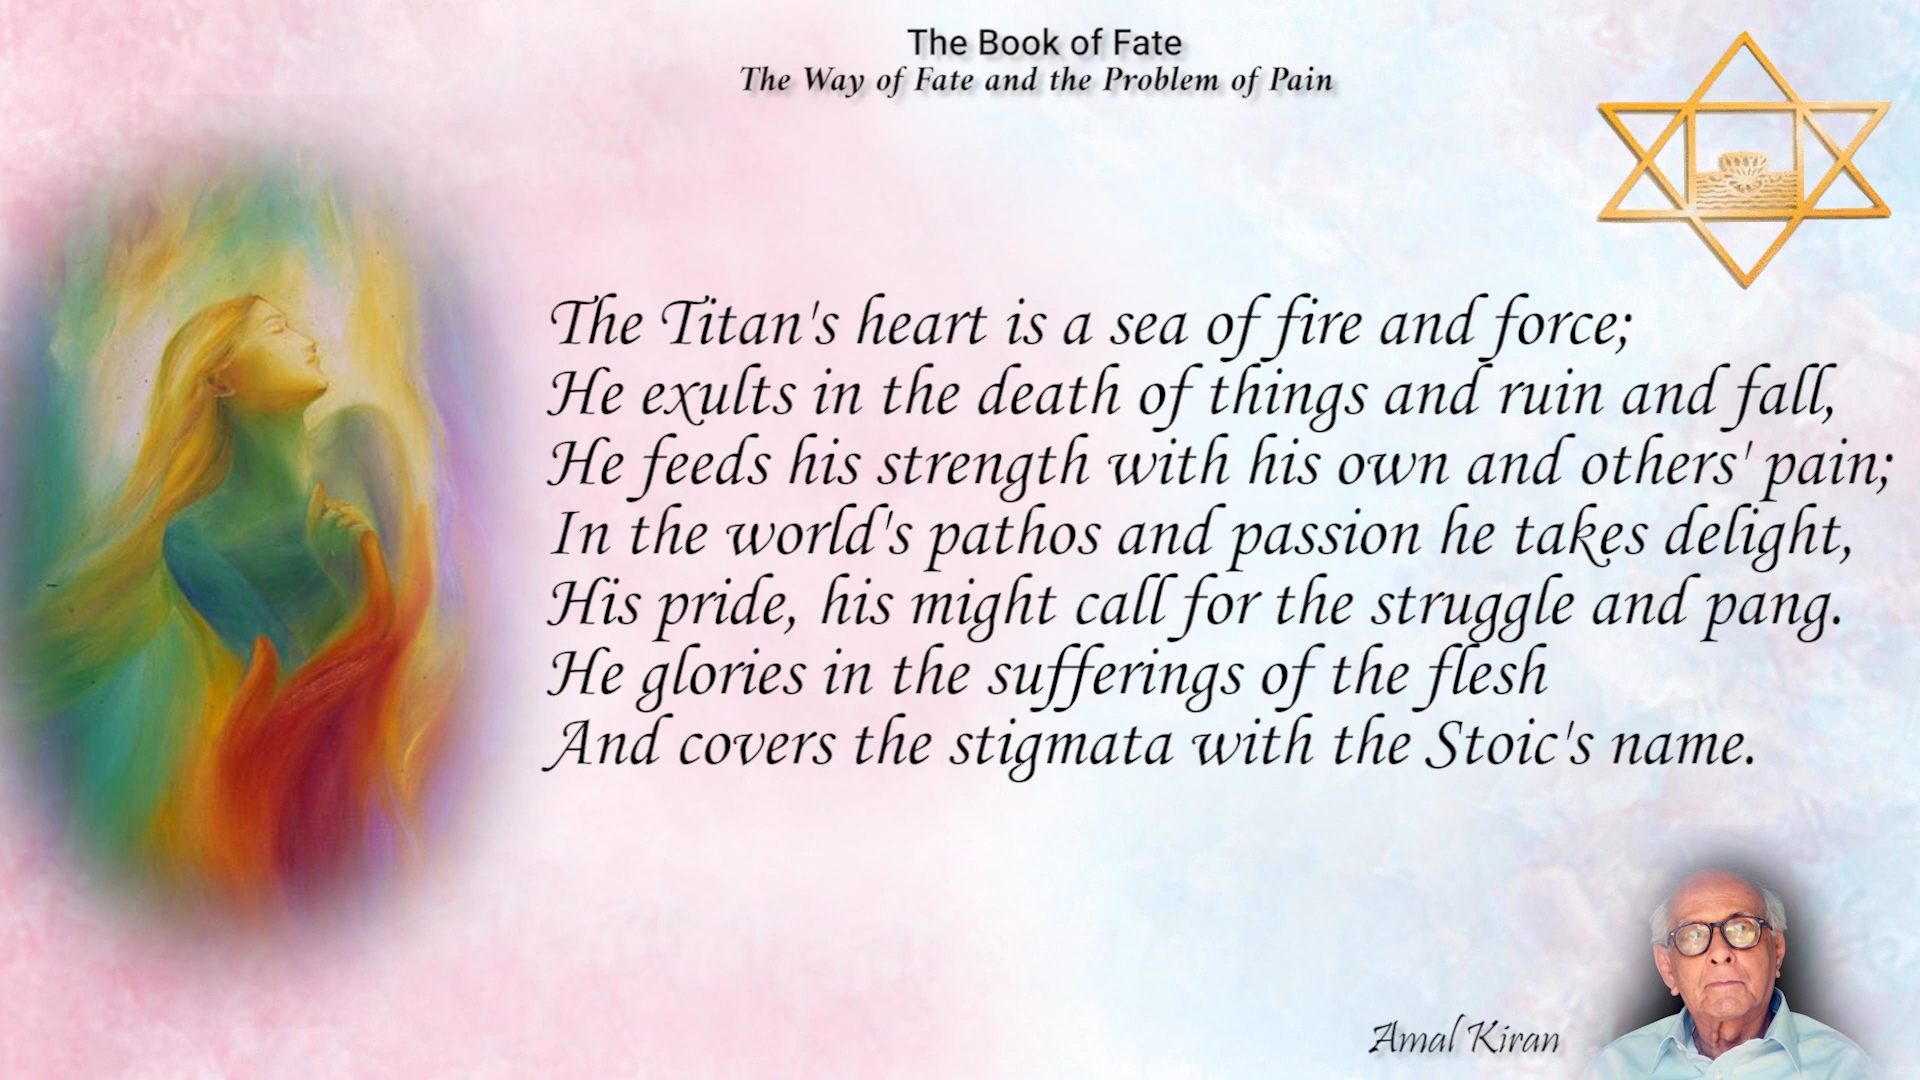 The Book of Fate
The Way of Fate and the Problem of Pain
The Titan's heart is a sea of fire and force;
He exults in the death of things and ruin and fall,
He feeds his strength with his own and others' pain;
In the world's pathos and passion he takes delight,
His pride, his might call for the struggle and pang.
He glories in the sufferings of the flesh
And covers the stigmata with the Stoic's name.
Amal Kiran